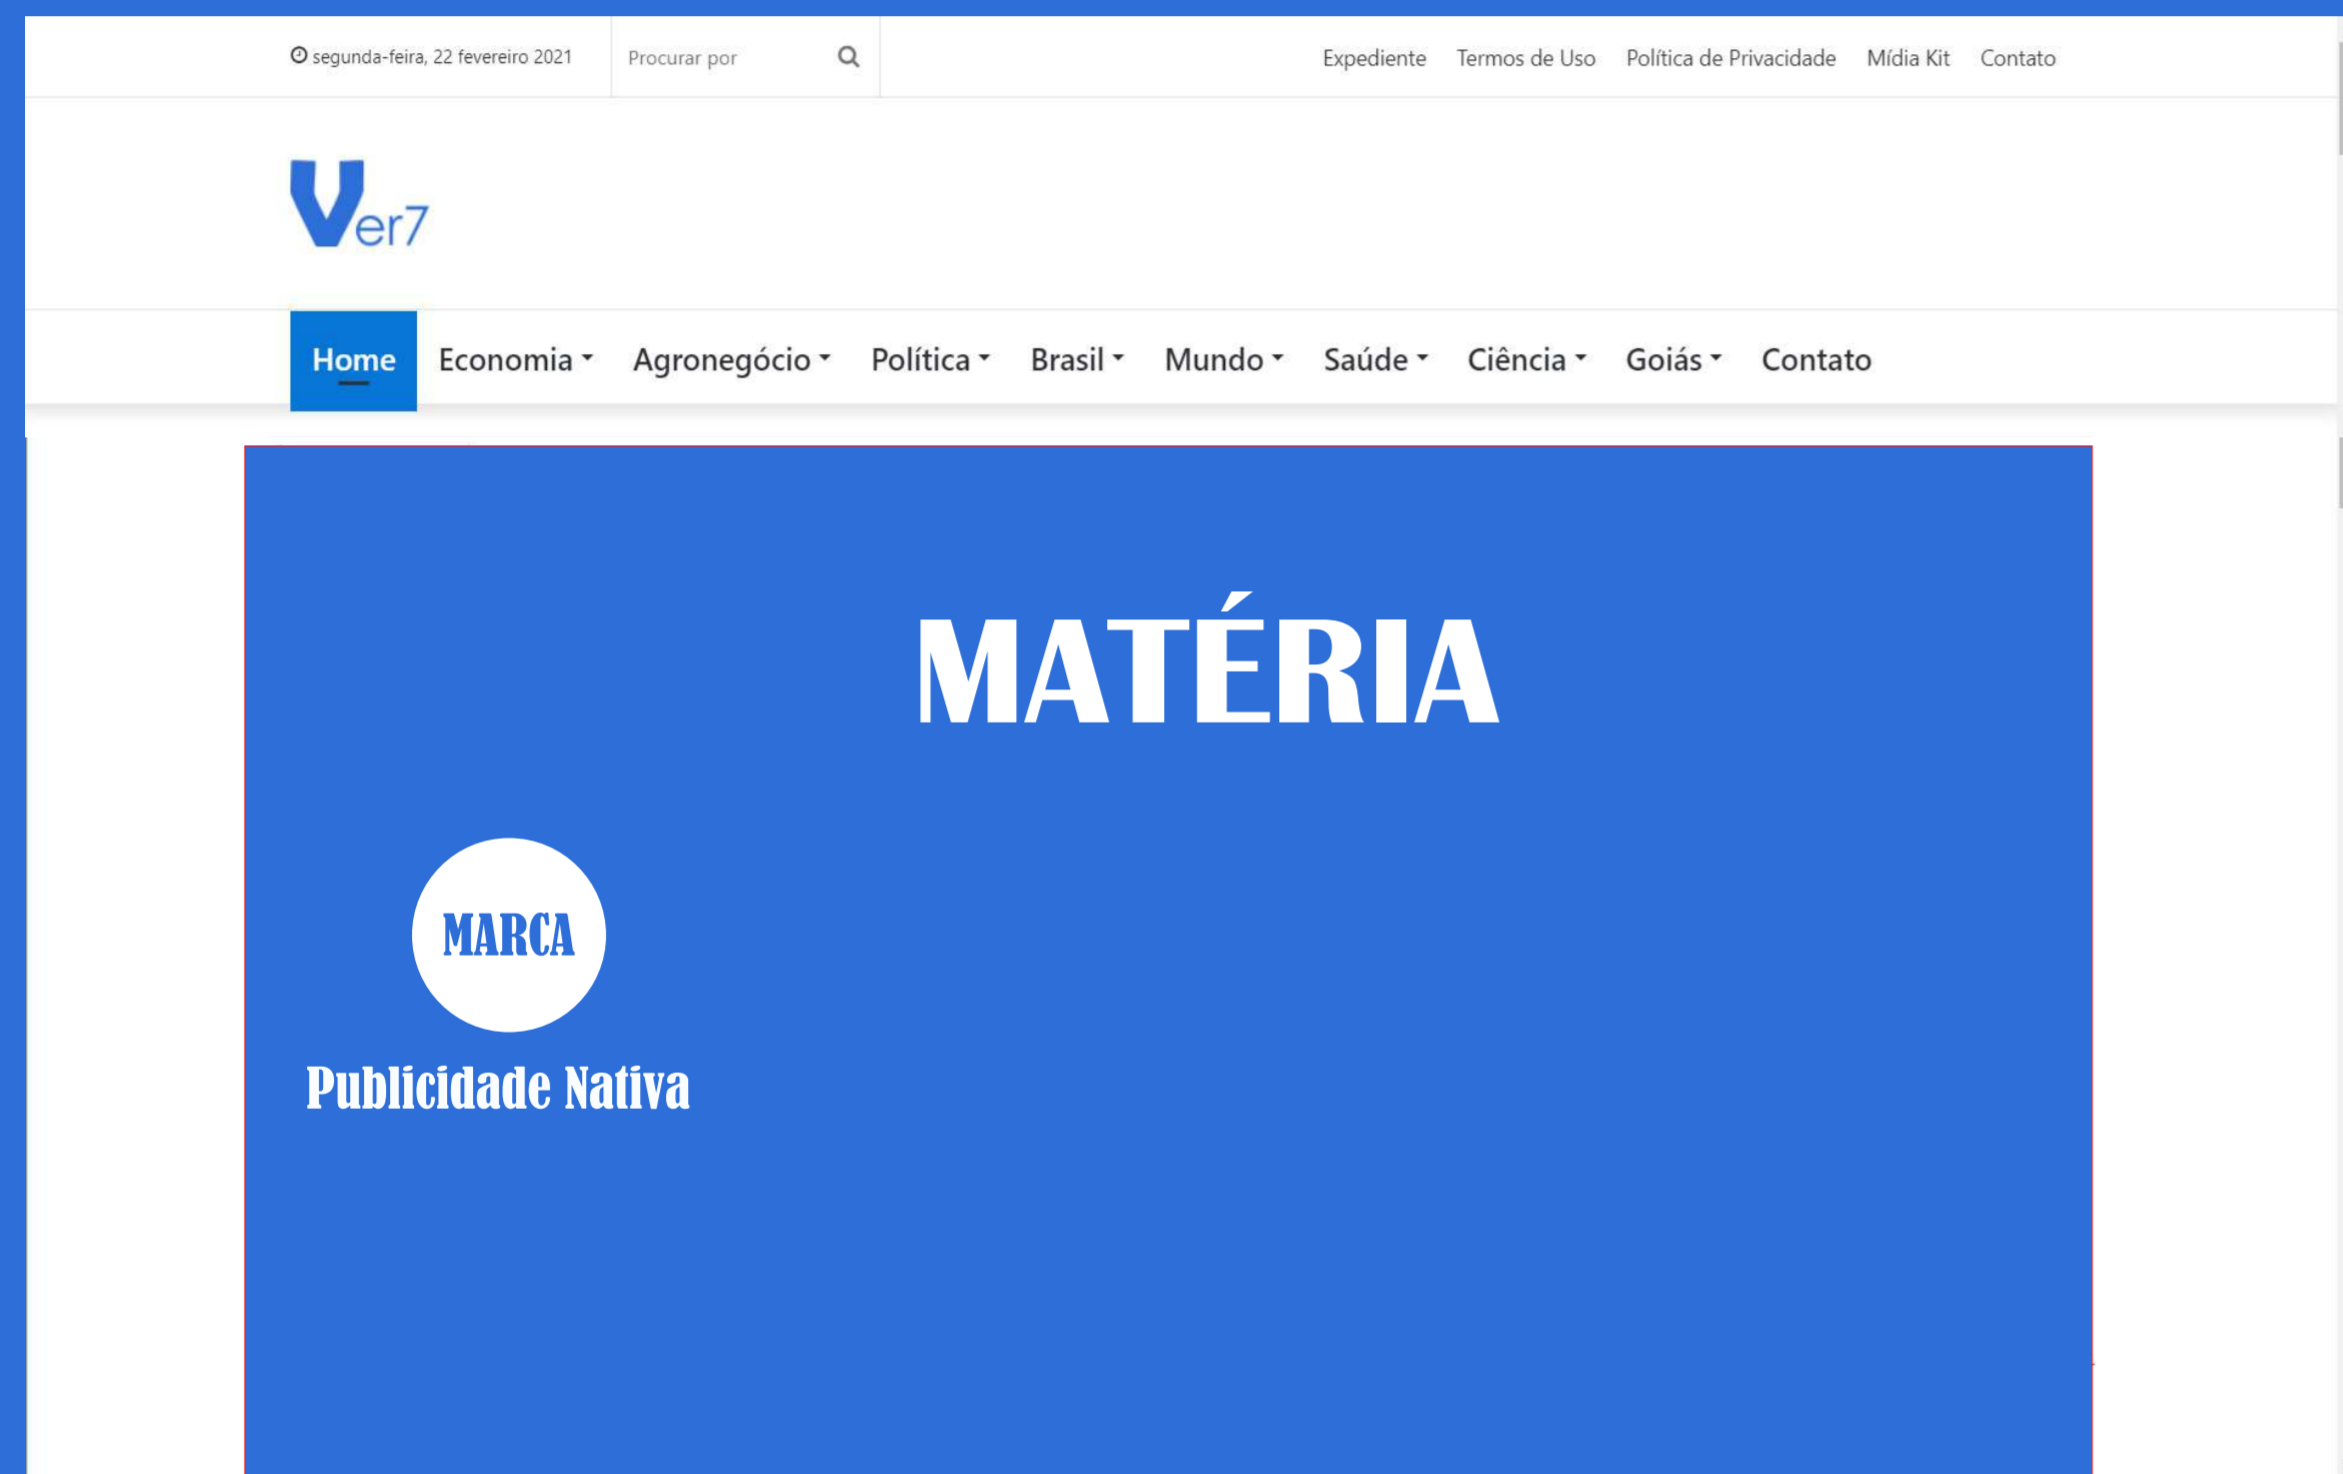 segunda-feira, 22 fevereiro 2021 Procurar por Expediente Termos de Uso Política de Privacidade Mídia Kit Contato
Ver7
Home Economia Agronegócio Política Brasil Mundo Saúde Ciência Goiás Contato
MATÉRIA
MARCA
Publicidade Nativa